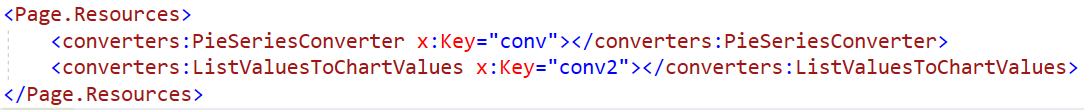 <Page.Resources>
<converters:PieSeriesConverter x:Key="conv"></converters:PieSeriesConverter>
<converters:ListValuesToChartValues x:Key="conv2"></converters:ListValuesToChartValues>
</Page.Resources>